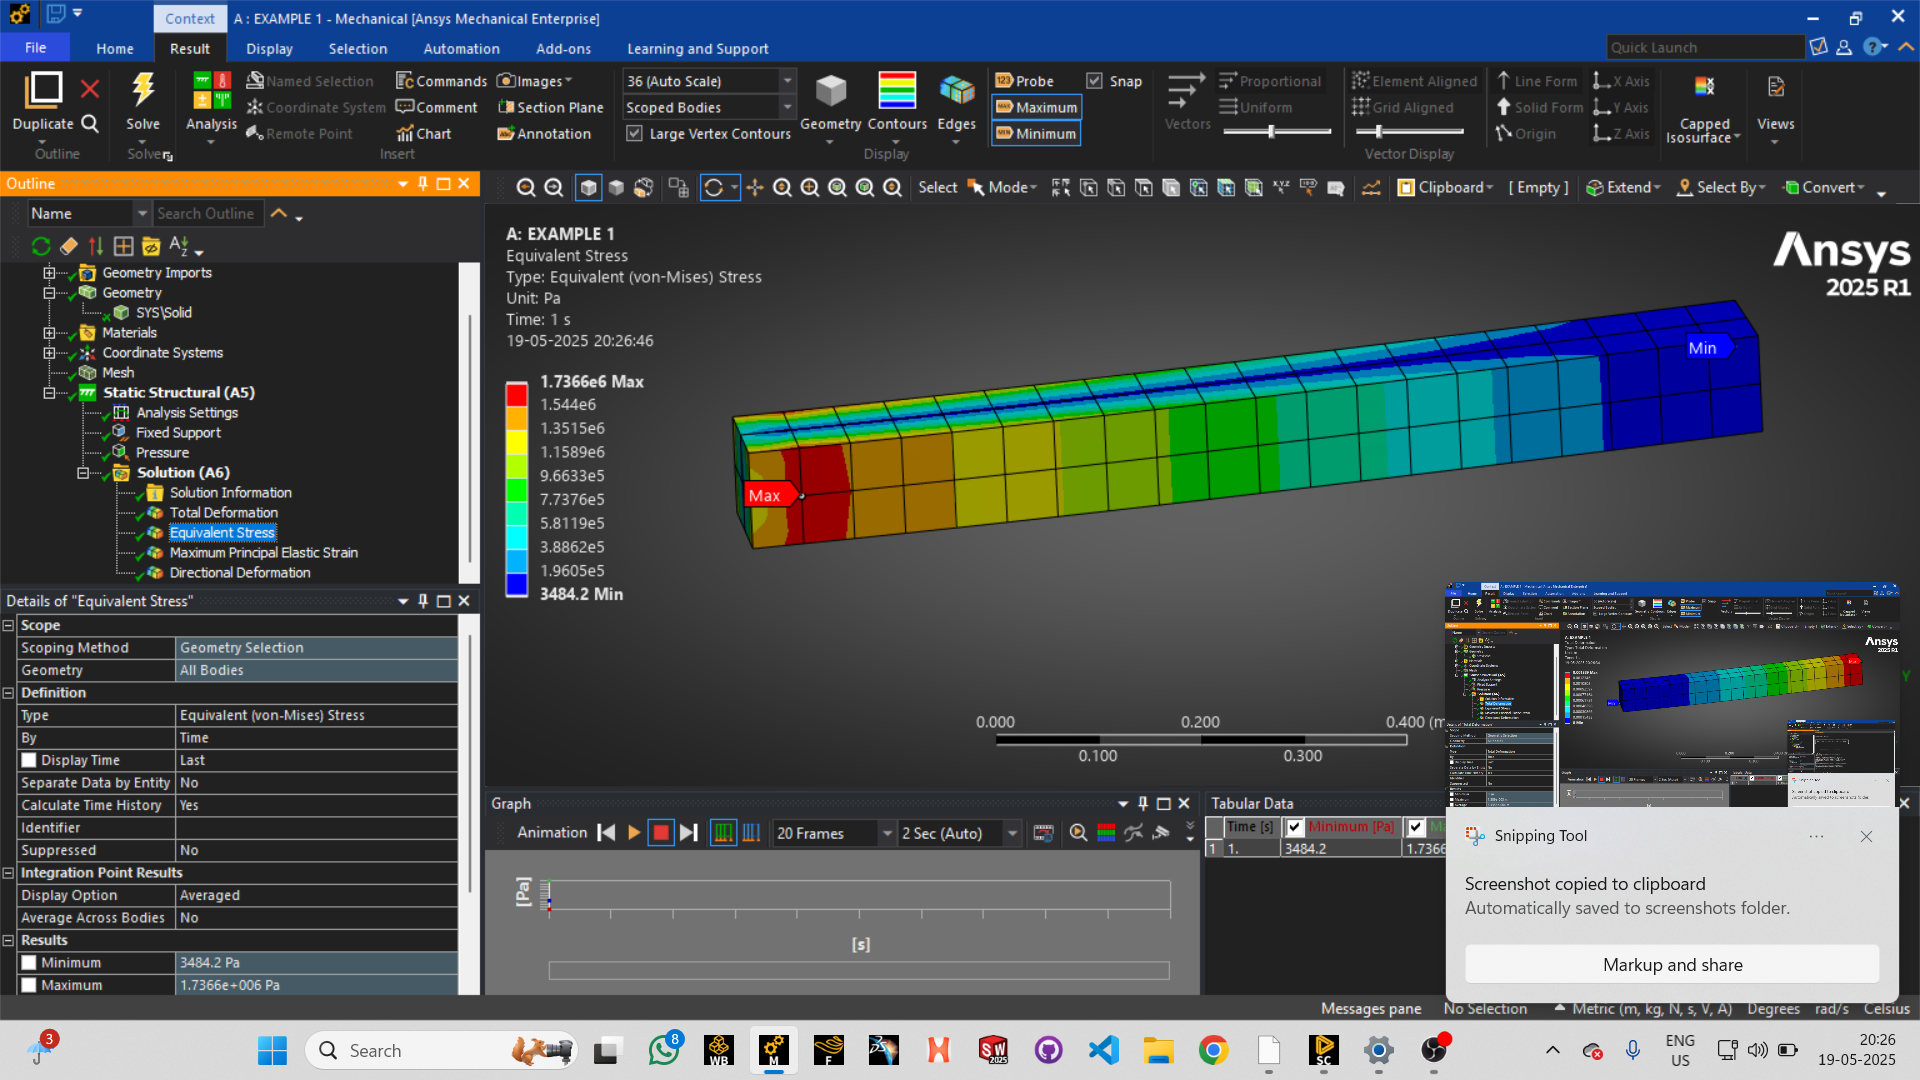 Context
A : EXAMPLE 1 - Mechanical [Ansys Mechanical Enterprise]
File
Home
Result
Display
Selection
Automation
Add-ons
Learning and Support
Quick Launch
Duplicate
Outline
Solve
Solver
Analysis
Named Selection
Coordinate System
Remote Point
Commands
Comment
Chart
Images
Section Plane
Annotation
Insert
36 (Auto Scale)
Scoped Bodies
Large Vertex Contours
Geometry
Contours
Edges
Display
Probe
Maximum
Minimum
Snap
Vectors
Proportional
Uniform
Element Aligned
Grid Aligned
Line Form
Solid Form
Origin
X Axis
Y Axis
Z Axis
Vector Display
Capped
Isosurface
Views
Outline
Name
Search Outline
Geometry Imports
Geometry
SYS\Solid
Materials
Coordinate Systems
Mesh
Static Structural (A5)
Analysis Settings
Fixed Support
Pressure
Solution (A6)
Solution Information
Total Deformation
Equivalent Stress
Maximum Principal Elastic Strain
Directional Deformation
Select
Mode
Clipboard
[ Empty ]
Extend
Select By
Convert
A: EXAMPLE 1
Equivalent Stress
Type: Equivalent (von-Mises) Stress
Unit: Pa
Time: 1 s
19-05-2025 20:26:46
1.7366e6 Max
1.544e6
1.3515e6
1.1589e6
9.6633e5
7.7376e5
5.8119e5
3.8862e5
1.9605e5
3484.2 Min
Max
Min
Ansys
2025 R1
0.000
0.200
0.400 (m
0.100
0.300
Y
Details of "Equivalent Stress"
Scope
Scoping Method Geometry Selection
Geometry All Bodies
Definition
Type Equivalent (von-Mises) Stress
By Time
Display Time Last
Separate Data by Entity No
Calculate Time History Yes
Identifier
Suppressed No
Integration Point Results
Display Option Averaged
Average Across Bodies No
Results
Minimum 3484.2 Pa
Maximum 1.7366e+006 Pa
Graph
Animation
20 Frames
2 Sec (Auto)
[Pa]
[s]
Tabular Data
Time [s] Minimum [Pa]
1 1. 3484.2 1.7366
Ansys
2025 R1
Snipping Tool
Screenshot copied to clipboard
Automatically saved to screenshots folder.
Markup and share
Messages pane
No Selection
Metric (m, kg, N, s, V, A)
Degrees
rad/s
Celsius
3
Search
8
WB
M
F
SW
2025
SC
ENG
US
20:26
19-05-2025